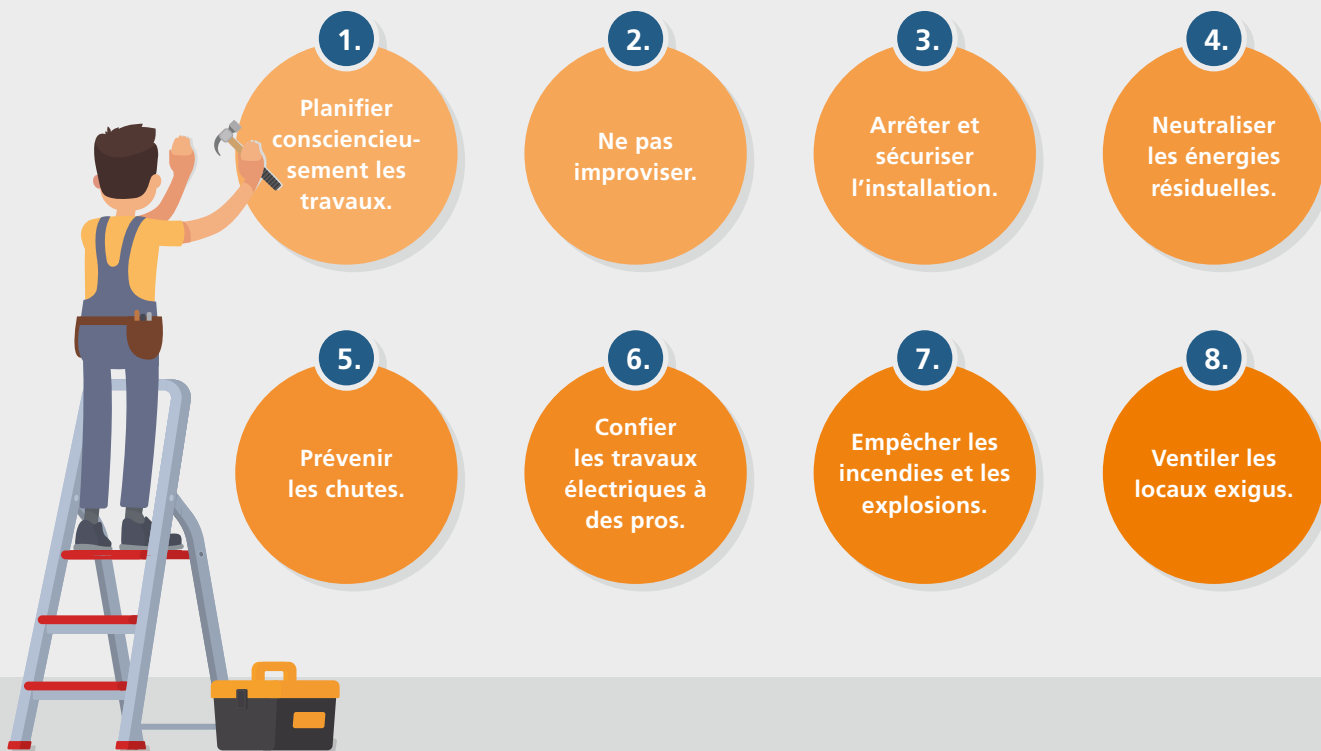 1.
Planifier
consciencieu-
sement les
travaux.
2.
Ne pas
improviser.
3.
Arrêter et
sécuriser
l’installation.
4.
Neutraliser
les énergies
résiduelles.
5.
Prévenir
les chutes.
6.
Confier
les travaux
électriques à
des pros.
7.
Empêcher les
incendies et les
explosions.
8.
Ventiler les
locaux exigus.